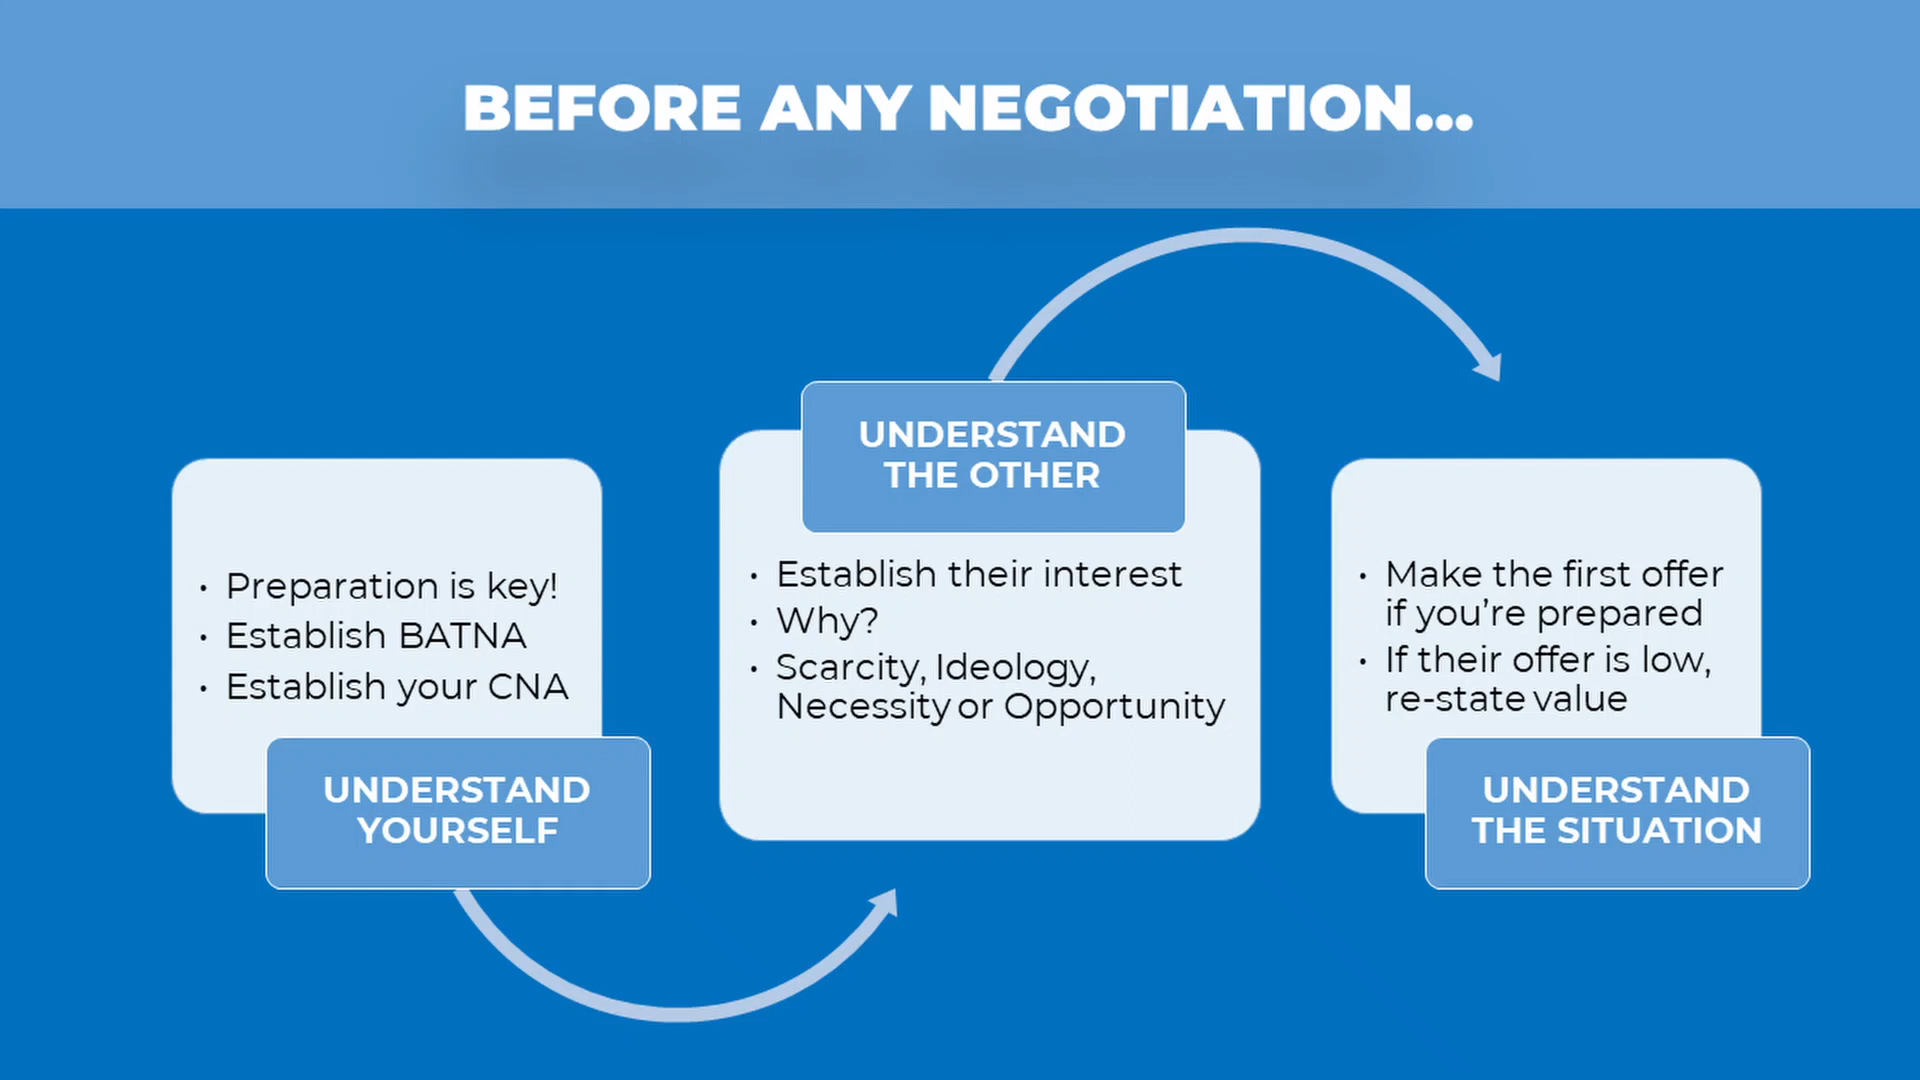 BEFORE ANY NEGOTIATION...
• Preparation is key!
• Establish BATNA
• Establish your CNA
UNDERSTAND
YOURSELF
UNDERSTAND
THE OTHER
• Establish their interest
• Why?
• Scarcity, Ideology,
Necessity or Opportunity
• Make the first offer
if you’re prepared
• If their offer is low,
re-state value
UNDERSTAND
THE SITUATION